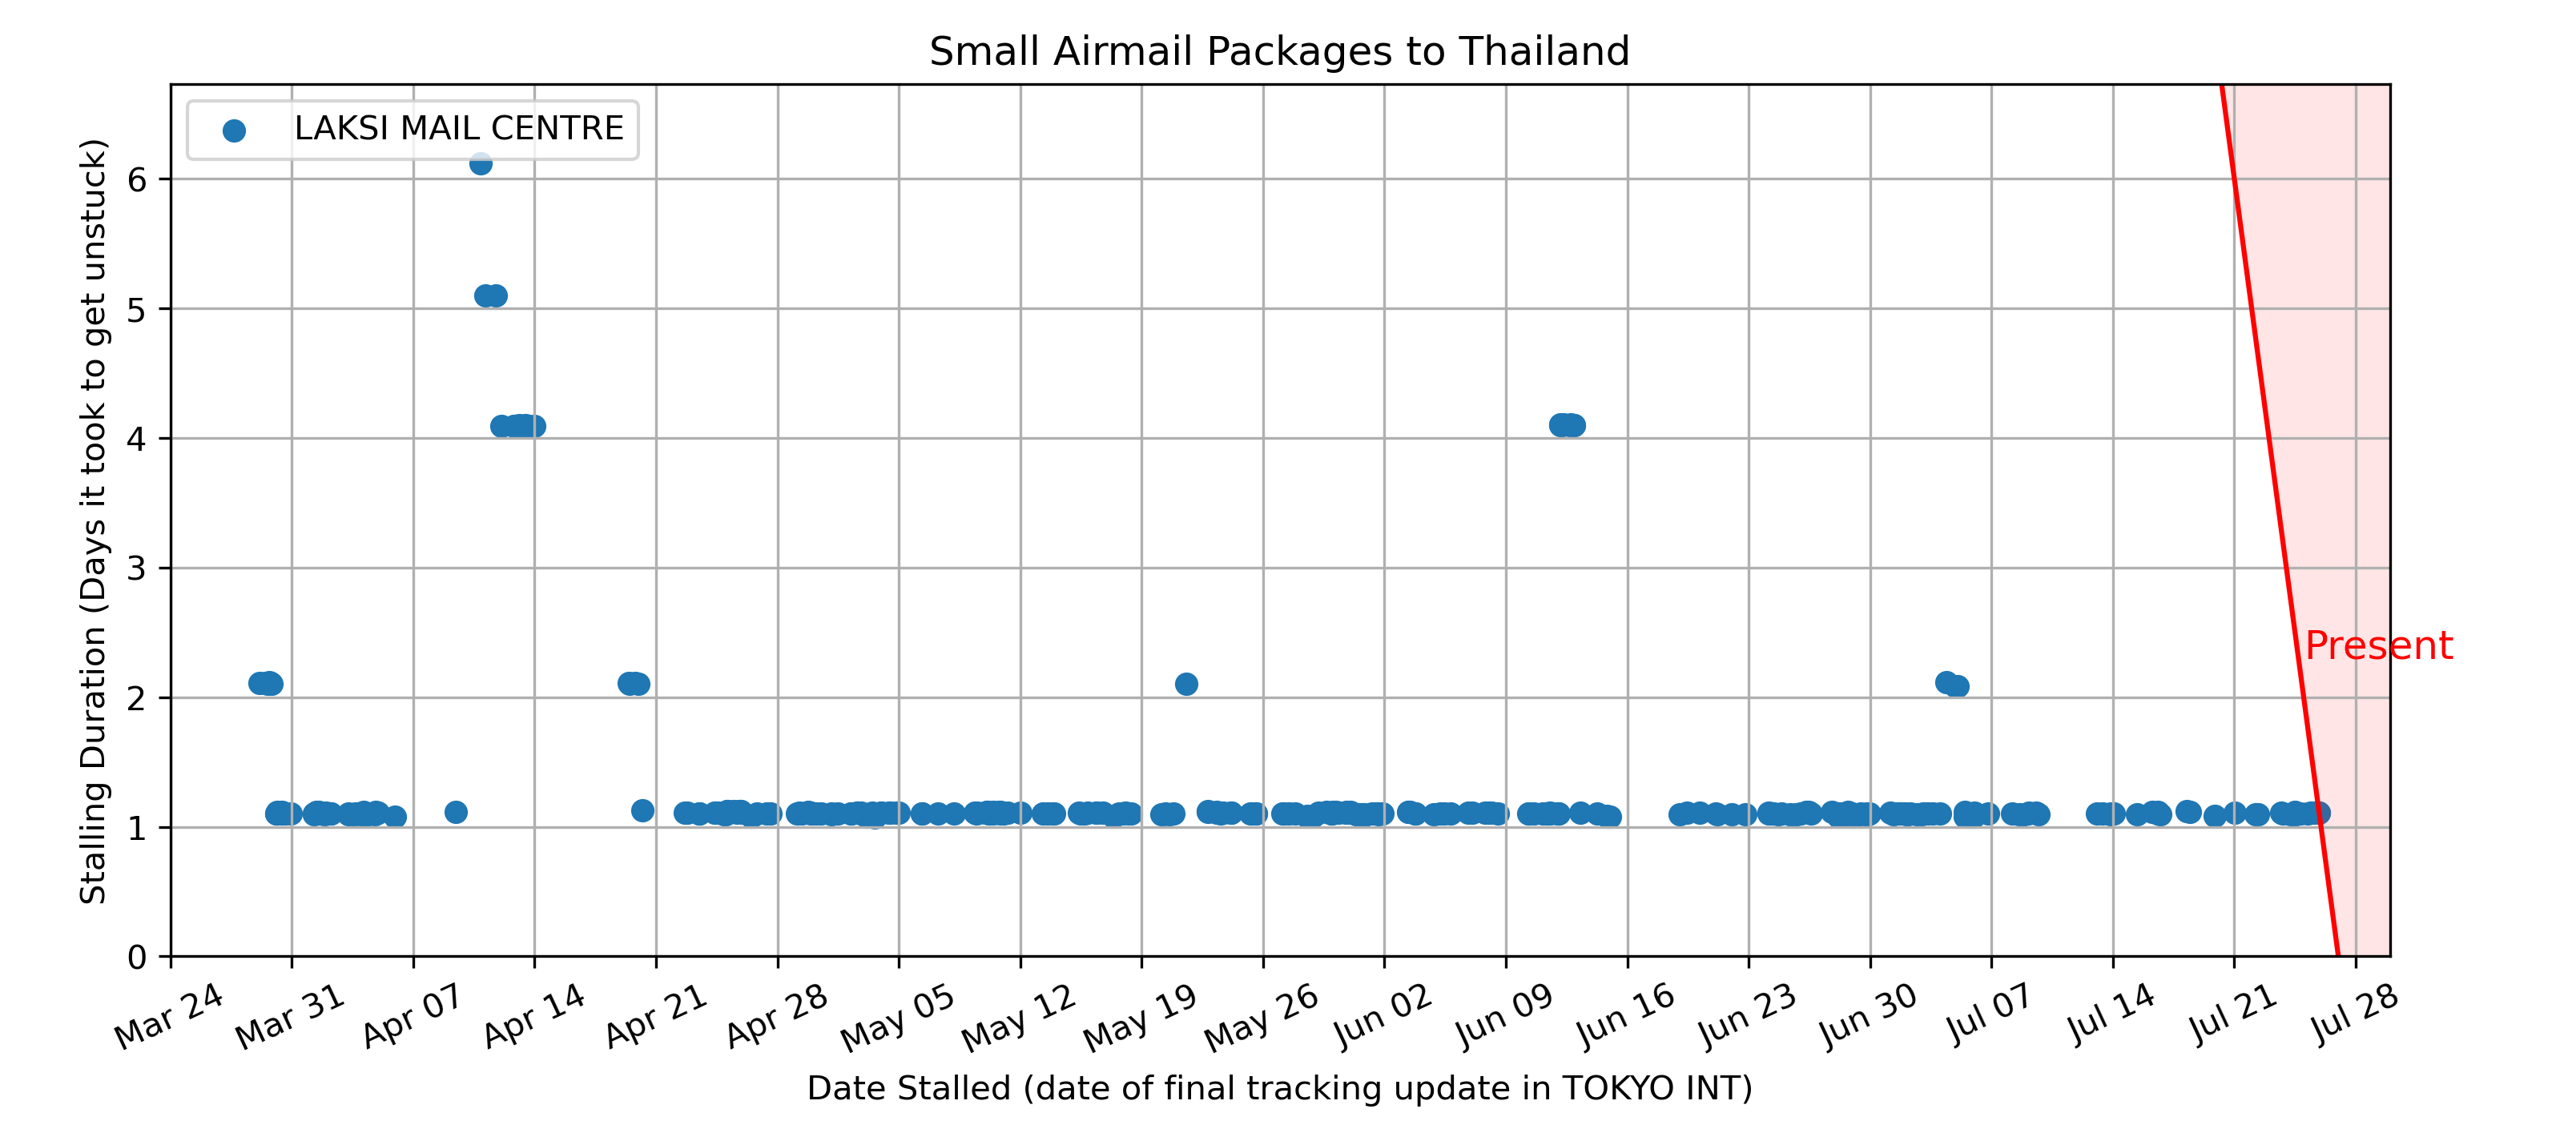 Small Airmail Packages to Thailand
LAKSI MAIL CENTRE
Stalling Duration (Days it took to get unstuck)
6
5
4
3
2
1
0
Present
Mar 24
Mar 31
Apr 07
Apr 14
Apr 21
Apr 28
May 05
May 12
May 19
May 26
Jun 02
Jun 09
Jun 16
Jun 23
Jun 30
Jul 07
Jul 14
Jul 21
Jul 28
Date Stalled (date of final tracking update in TOKYO INT)